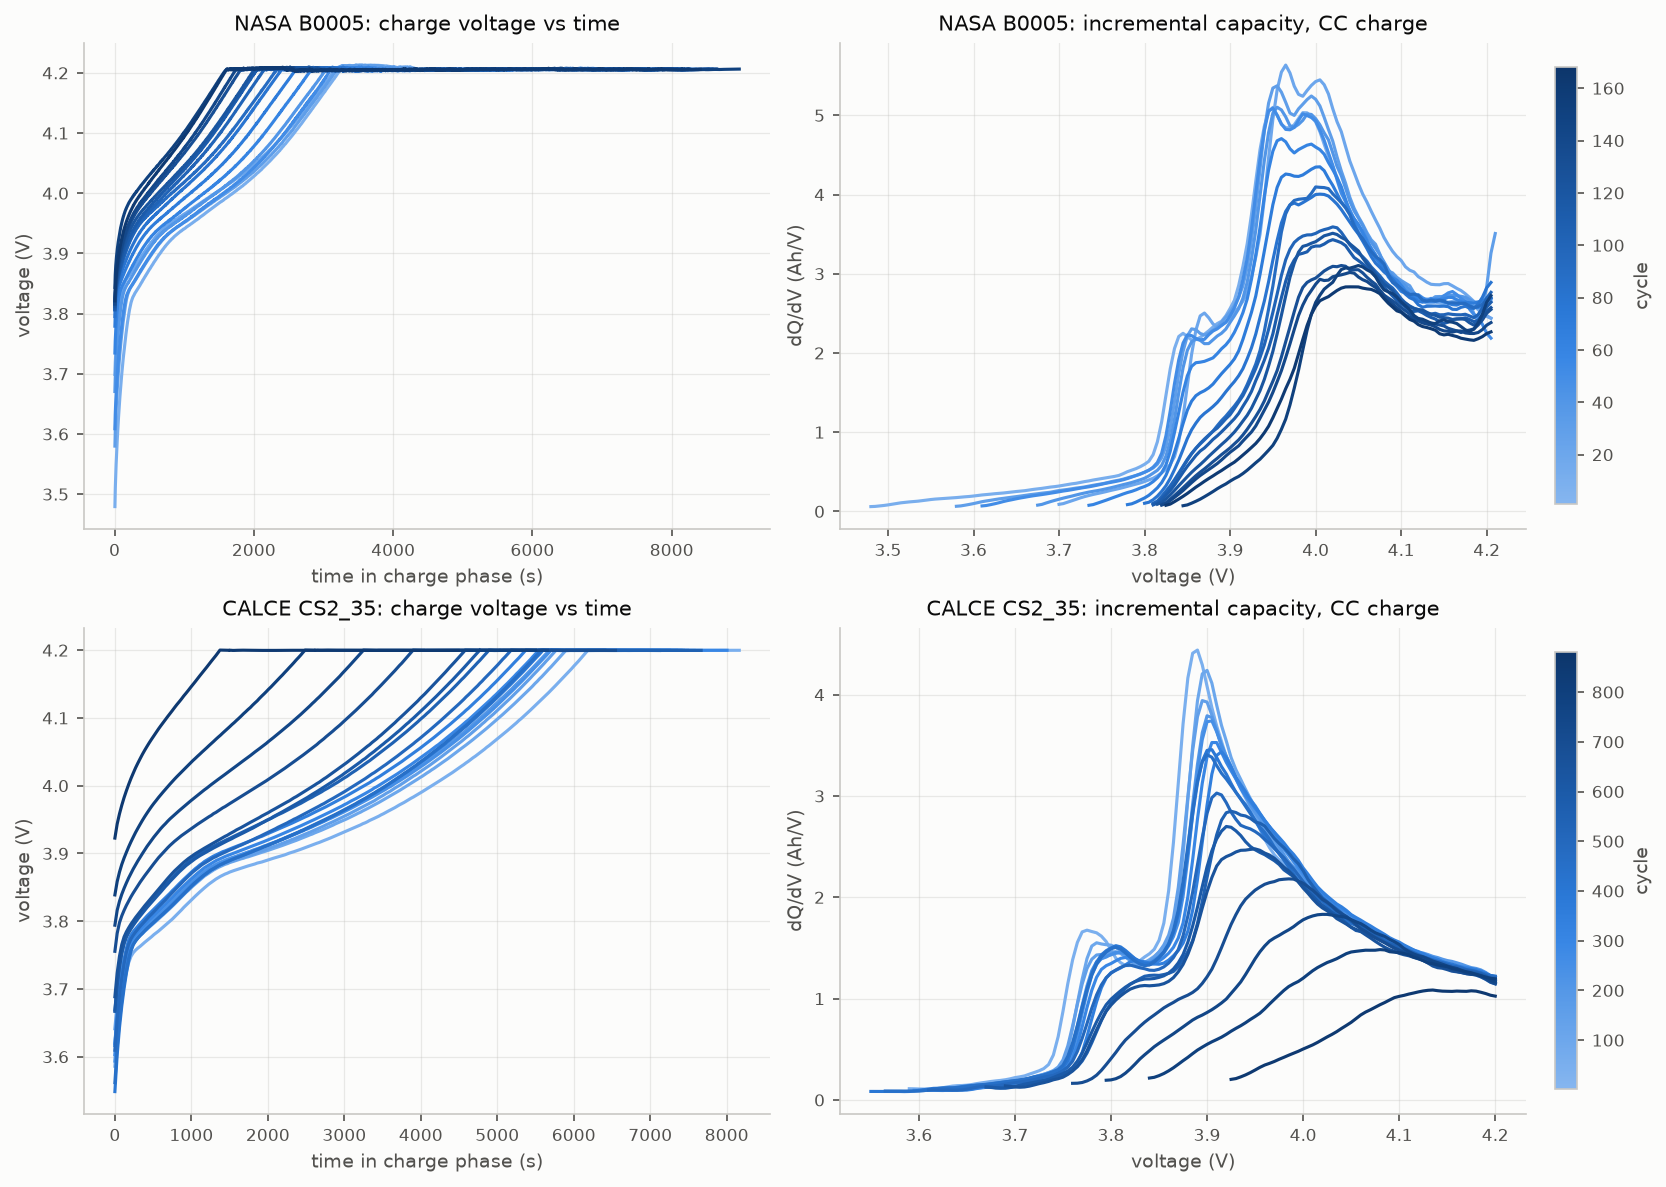 NASA B0005: charge voltage vs time
voltage (V)
4.2
4.1
4.0
3.9
3.8
3.7
3.6
3.5
0 2000 4000 6000 8000
time in charge phase (s)
NASA B0005: incremental capacity, CC charge
dQ/dV (Ah/V)
5
4
3
2
1
0
3.5 3.6 3.7 3.8 3.9 4.0 4.1 4.2
voltage (V)
160
140
120
100
80
60
40
20
cycle
CALCE CS2_35: charge voltage vs time
voltage (V)
4.2
4.1
4.0
3.9
3.8
3.7
3.6
0 1000 2000 3000 4000 5000 6000 7000 8000
time in charge phase (s)
CALCE CS2_35: incremental capacity, CC charge
dQ/dV (Ah/V)
4
3
2
1
0
3.6 3.7 3.8 3.9 4.0 4.1 4.2
voltage (V)
800
700
600
500
400
300
200
100
cycle